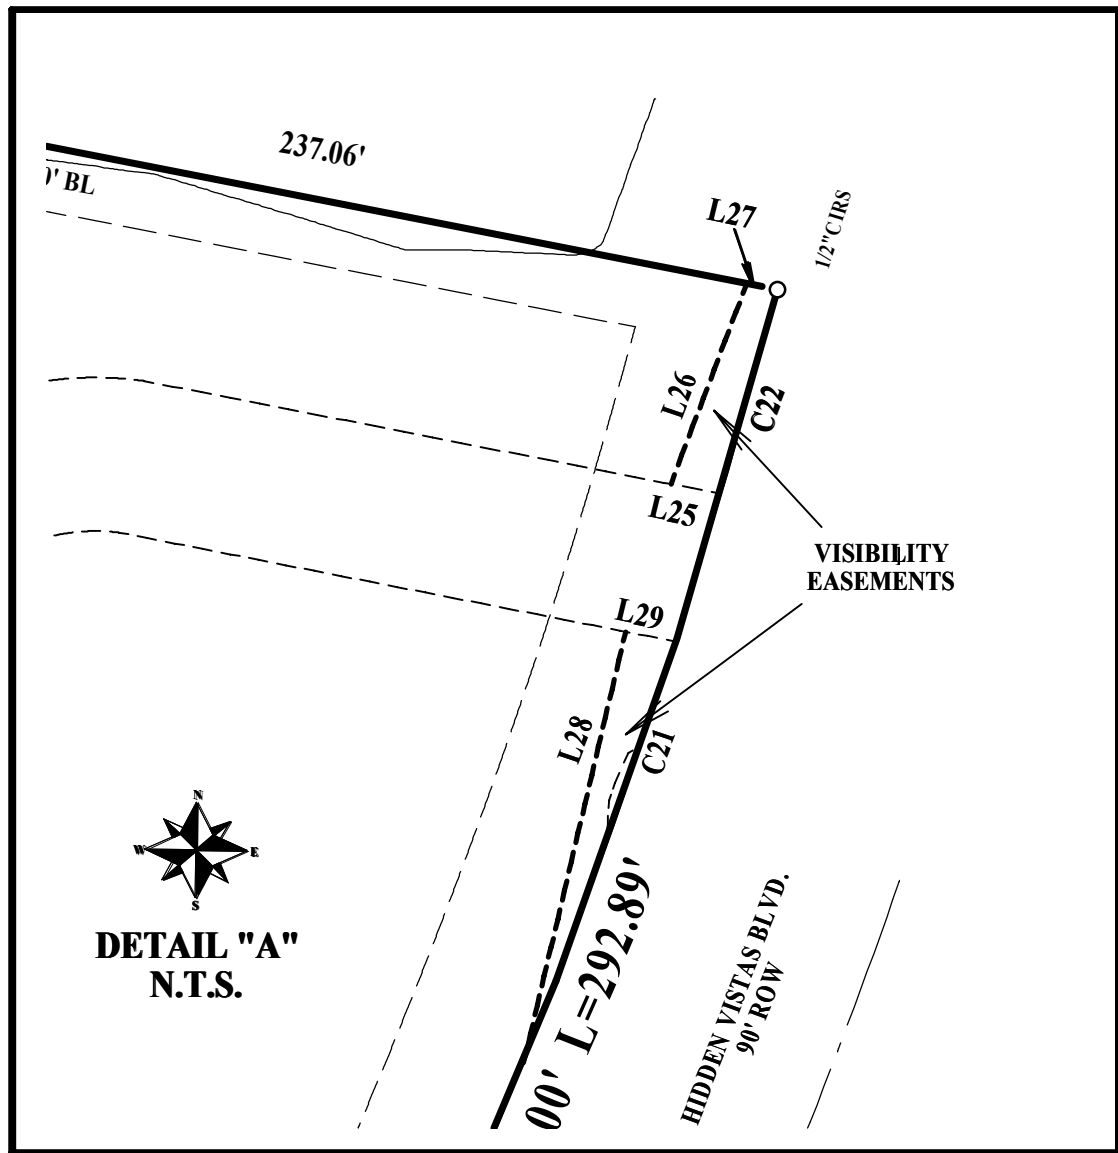 237.06'
)' BL
L27
1/2"CIRS
L26
C22
L25
VISIBILITY
EASEMENTS
L29
L28
C21
N
W
E
S
DETAIL "A"
N.T.S.
00' L=292.89'
HIDDEN VISTAS BLVD.
90' ROW